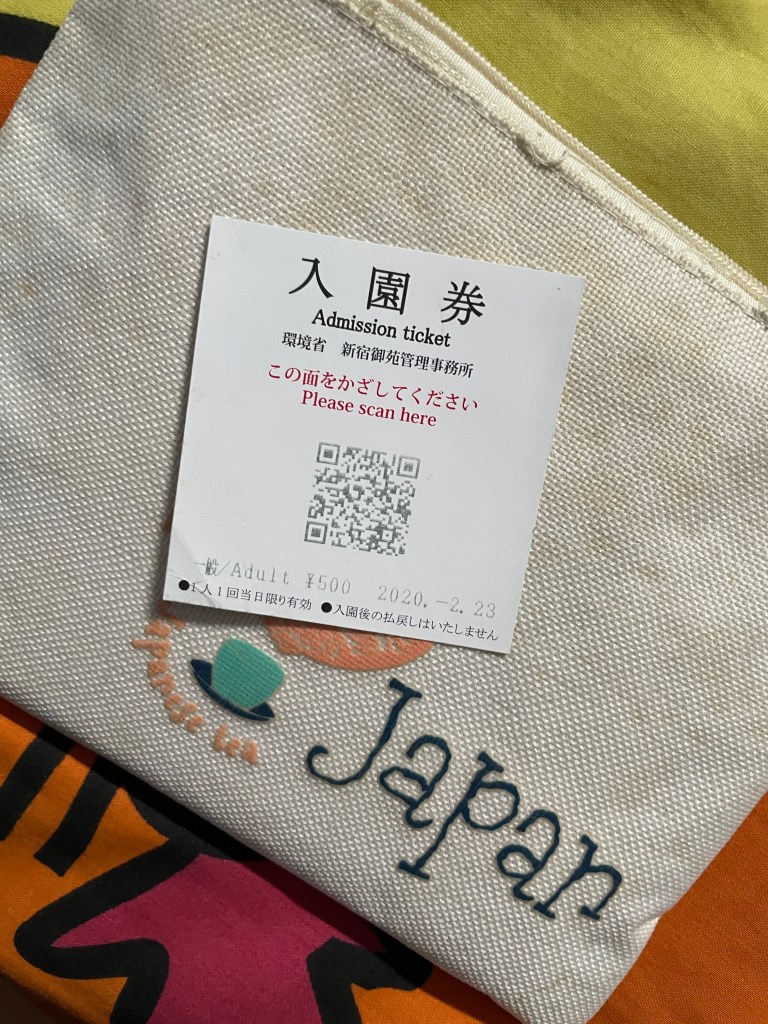 入園券
Admission ticket
環境省 新宿御苑管理事務所
この面をかざしてください
Please scan here
一般/Adult ¥500 2020.-2.23
●1人1回当日限り有効 ●入園後の払戻しはいたしません
Japanese tea
Japan